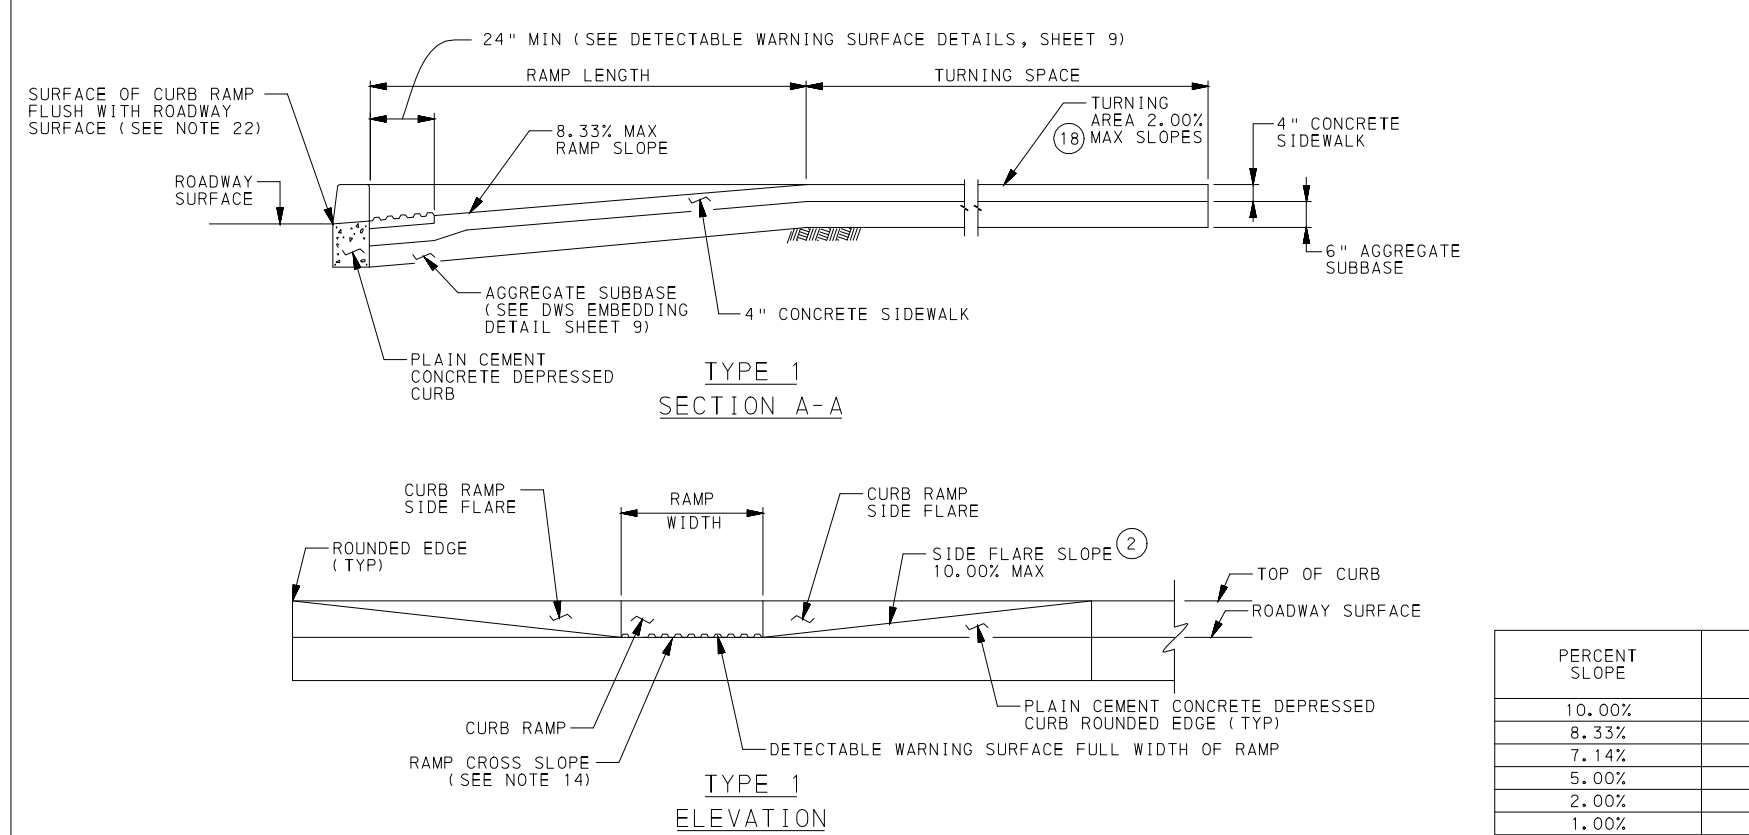 24" MIN (SEE DETECTABLE WARNING SURFACE DETAILS, SHEET 9)
RAMP LENGTH
TURNING SPACE
SURFACE OF CURB RAMP
FLUSH WITH ROADWAY
SURFACE (SEE NOTE 22)
8.33% MAX
RAMP SLOPE
TURNING
AREA 2.00%
18 MAX SLOPES
4" CONCRETE
SIDEWALK
ROADWAY
SURFACE
6" AGGREGATE
SUBBASE
AGGREGATE SUBBASE
(SEE DWS EMBEDDING
DETAIL SHEET 9)
4" CONCRETE SIDEWALK
PLAIN CEMENT
CONCRETE DEPRESSED
CURB
TYPE 1
SECTION A-A
CURB RAMP
SIDE FLARE
RAMP
WIDTH
CURB RAMP
SIDE FLARE
ROUNDED EDGE
(TYP)
SIDE FLARE SLOPE 2
10.00% MAX
TOP OF CURB
ROADWAY SURFACE
PLAIN CEMENT CONCRETE DEPRESSED
CURB ROUNDED EDGE (TYP)
CURB RAMP
DETECTABLE WARNING SURFACE FULL WIDTH OF RAMP
RAMP CROSS SLOPE
(SEE NOTE 14)
TYPE 1
ELEVATION
PERCENT
SLOPE
10.00%
8.33%
7.14%
5.00%
2.00%
1.00%